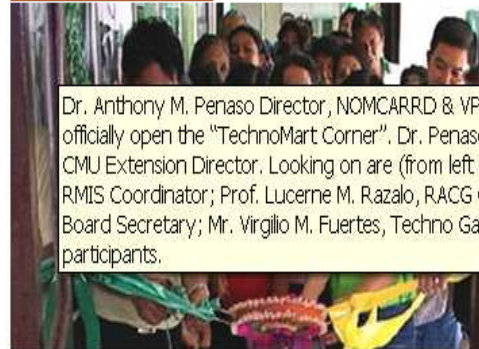 Dr. Anthony M. Penaso Director, NOMCARRD & VP
officially open the "TechnoMart Corner". Dr. Penaso
CMU Extension Director. Looking on are (from left
RMIS Coordinator; Prof. Lucerne M. Razalo, RACG
Board Secretary; Mr. Virgilio M. Fuertes, Techno Ga
participants.